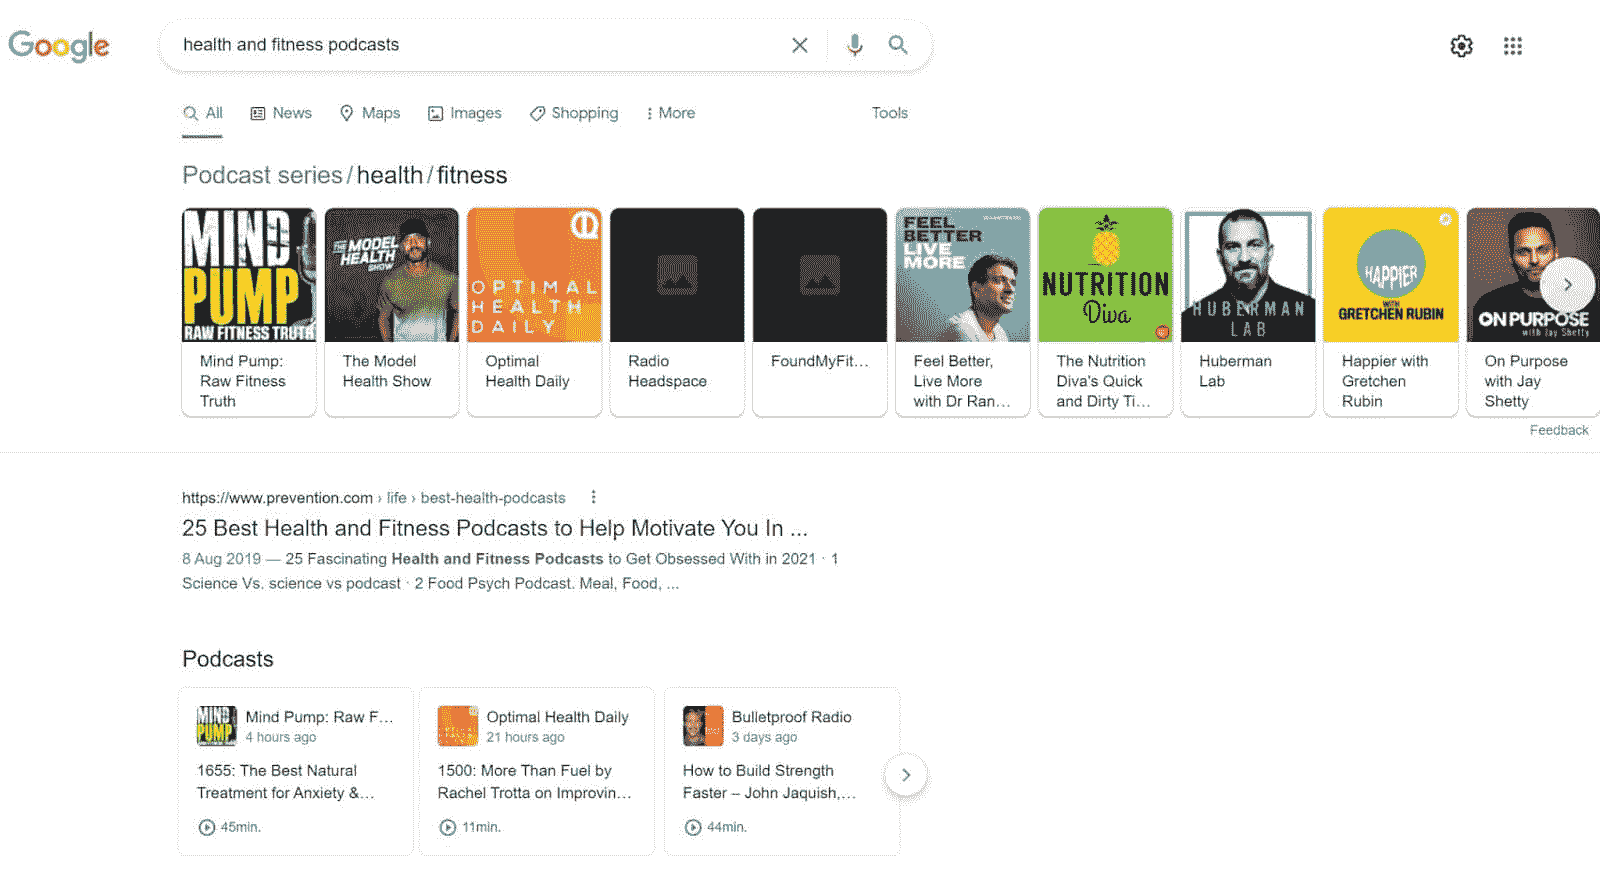 Google
health and fitness podcasts
All News Maps Images Shopping More Tools
Podcast series / health / fitness
MIND PUMP RAW FITNESS TRUTH
THE MODEL HEALTH SHOW
OPTIMAL HEALTH DAILY
FEEL BETTER LIVE MORE
NUTRITION Diva
HUBERMAN LAB
HAPPIER WITH GRETCHEN RUBIN
ON PURPOSE with Jay Shetty
Mind Pump: Raw Fitness Truth
The Model Health Show
Optimal Health Daily
Radio Headspace
FoundMyFit...
Feel Better, Live More with Dr Ran...
The Nutrition Diva's Quick and Dirty Ti...
Huberman Lab
Happier with Gretchen Rubin
On Purpose with Jay Shetty
Feedback
https://www.prevention.com › life › best-health-podcasts
25 Best Health and Fitness Podcasts to Help Motivate You In ...
8 Aug 2019 — 25 Fascinating Health and Fitness Podcasts to Get Obsessed With in 2021 · 1
Science Vs. science vs podcast · 2 Food Psych Podcast. Meal, Food, ...
Podcasts
MIND PUMP
Mind Pump: Raw F...
4 hours ago
1655: The Best Natural
Treatment for Anxiety &...
45min.
Optimal Health Daily
21 hours ago
1500: More Than Fuel by
Rachel Trotta on Improvin...
11min.
Bulletproof Radio
3 days ago
How to Build Strength
Faster – John Jaquish,...
44min.